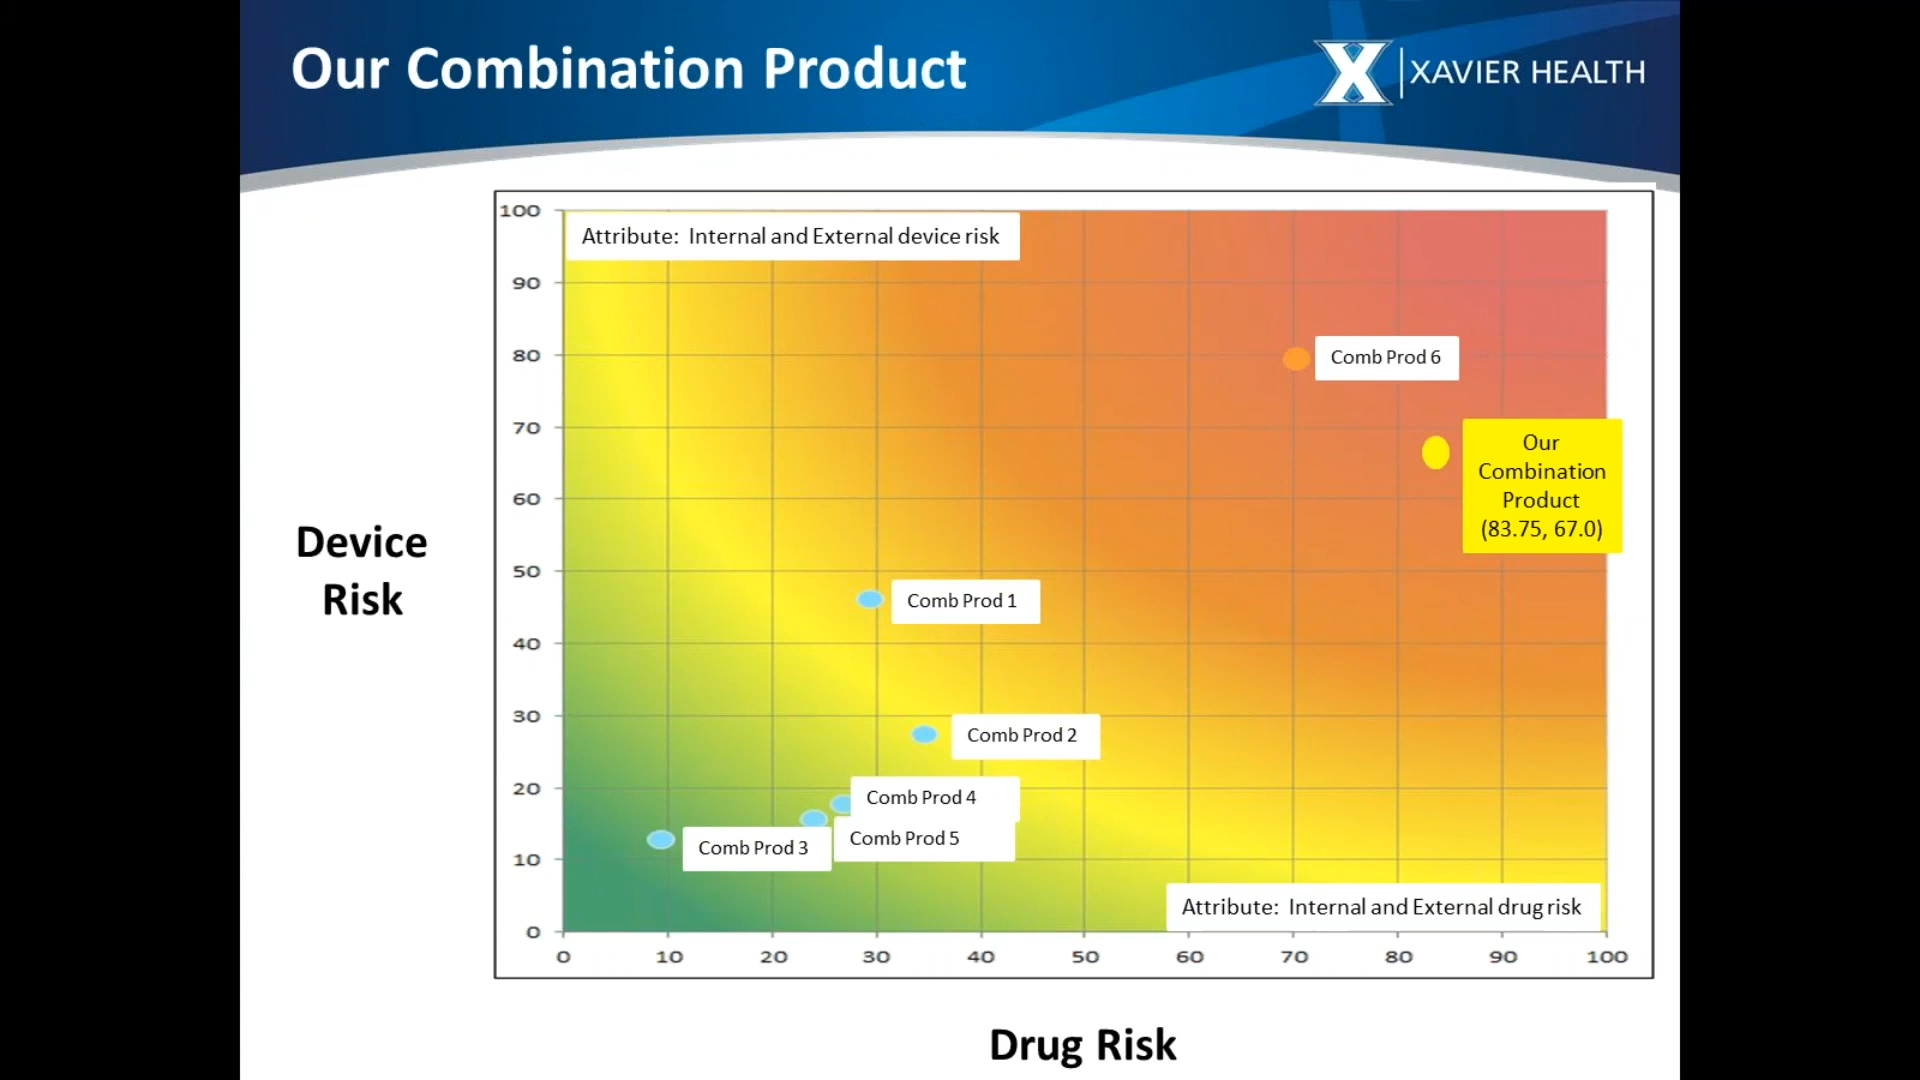 Our Combination Product
XAVIER HEALTH
100
Attribute: Internal and External device risk
90
80
Comb Prod 6
70
Our
Combination
Product
(83.75, 67.0)
60
Device
Risk
50
Comb Prod 1
40
30
Comb Prod 2
20
Comb Prod 4
Comb Prod 5
Comb Prod 3
10
Attribute: Internal and External drug risk
0
0 10 20 30 40 50 60 70 80 90 100
Drug Risk